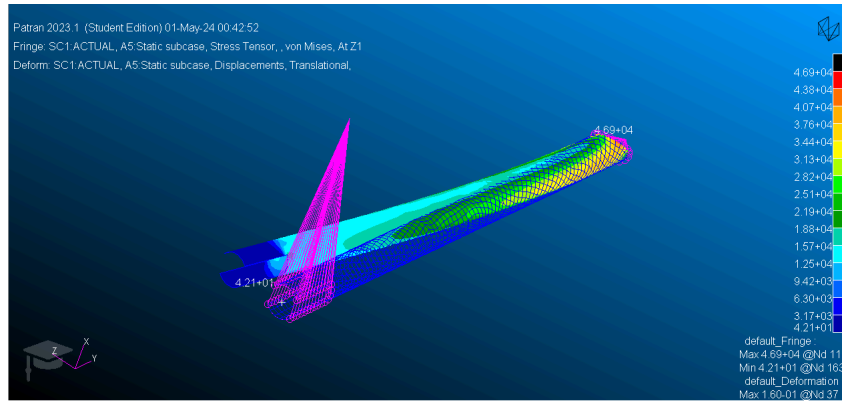 Patran 2023.1 (Student Edition) 01-May-24 00:42:52
Fringe: SC1:ACTUAL, A5:Static subcase, Stress Tensor, , von Mises, At Z1
Deform: SC1:ACTUAL, A5:Static subcase, Displacements, Translational,
4.69+04
4.38+04
4.07+04
3.76+04
3.44+04
3.13+04
2.82+04
2.51+04
2.19+04
1.88+04
1.57+04
1.25+04
9.42+03
6.30+03
3.17+03
4.21+01
4.69+04
4.21+01
X
Z
Y
default_Fringe :
Max 4.69+04 @Nd 11
Min 4.21+01 @Nd 163
default_Deformation
Max 1.60-01 @Nd 37